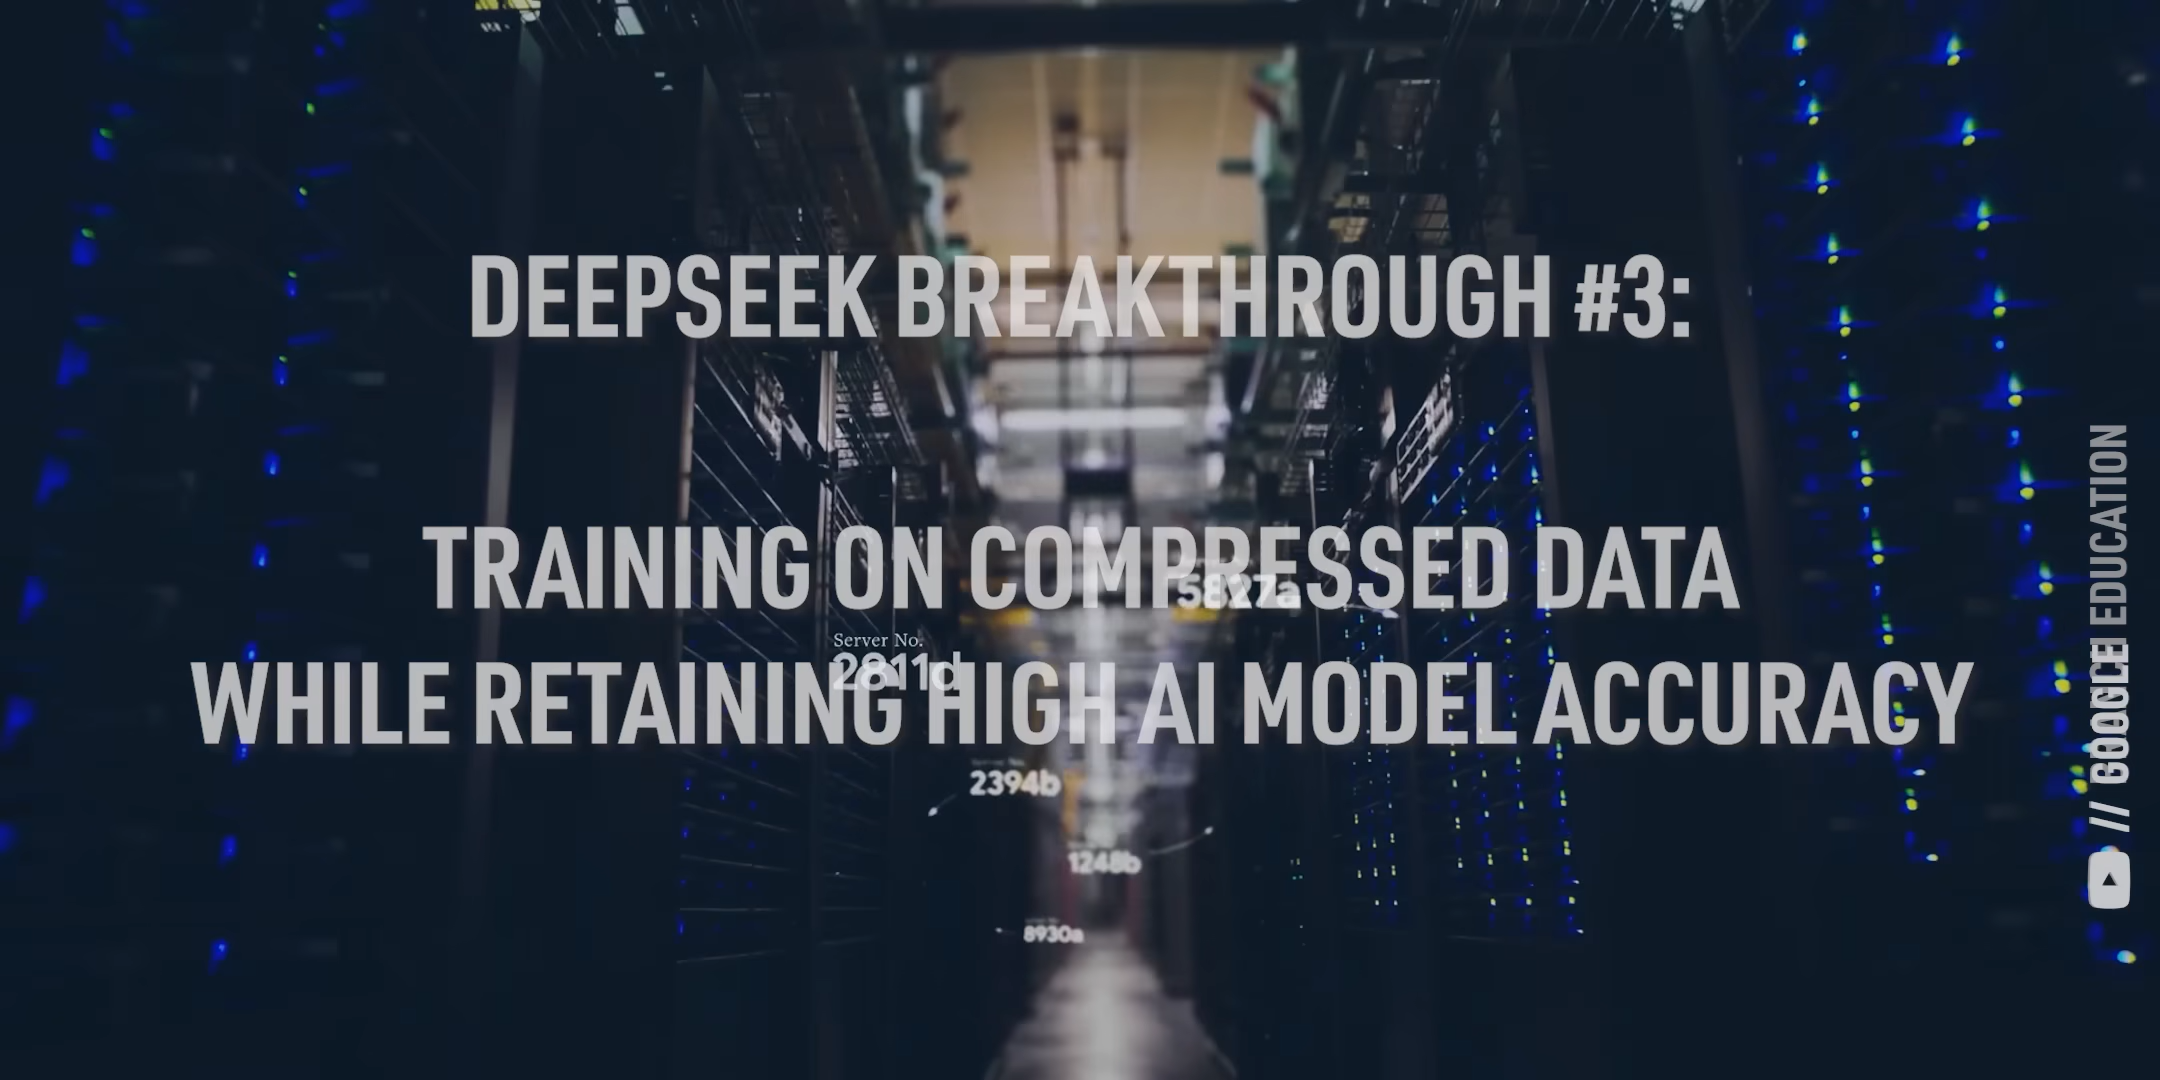 DEEPSEEK BREAKTHROUGH #3:
TRAINING ON COMPRESSED DATA
WHILE RETAINING HIGH AI MODEL ACCURACY
5827a
Server No.
2811d
2394b
1248b
8930a
// GOOGLE EDUCATION